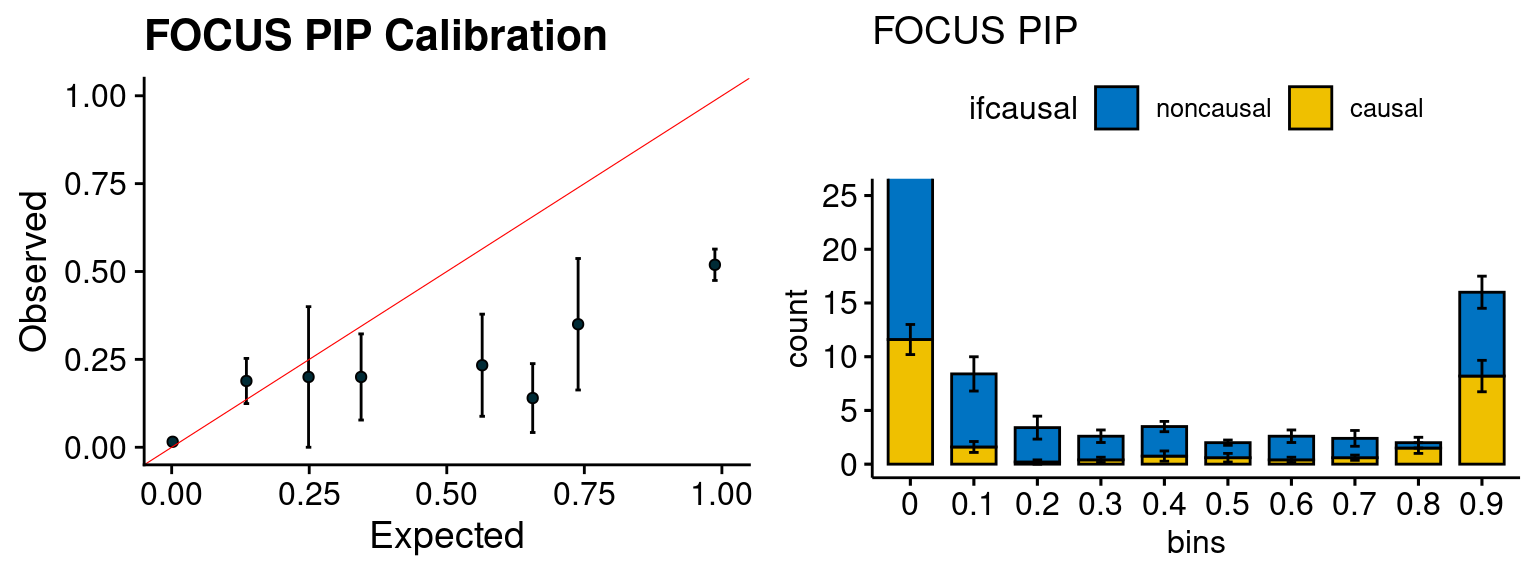 FOCUS PIP Calibration
1.00
0.75
0.50
0.25
0.00
Observed
0.00 0.25 0.50 0.75 1.00
Expected
FOCUS PIP
ifcausal noncausal causal
25
20
15
10
5
0
count
0 0.1 0.2 0.3 0.4 0.5 0.6 0.7 0.8 0.9
bins